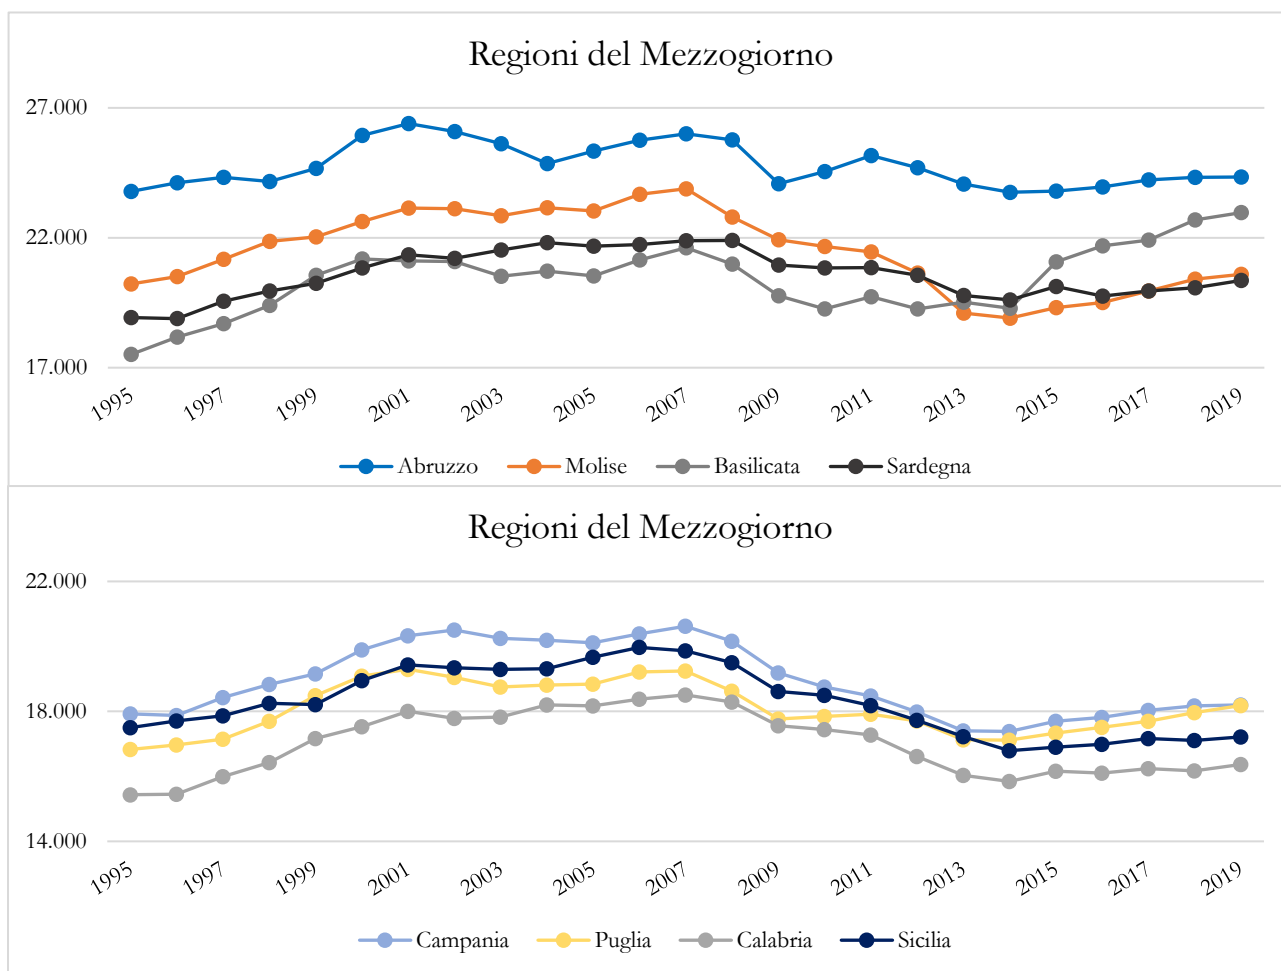 Regioni del Mezzogiorno
27.000
22.000
17.000
1995 1997 1999 2001 2003 2005 2007 2009 2011 2013 2015 2017 2019
Abruzzo Molise Basilicata Sardegna
Regioni del Mezzogiorno
22.000
18.000
14.000
1995 1997 1999 2001 2003 2005 2007 2009 2011 2013 2015 2017 2019
Campania Puglia Calabria Sicilia